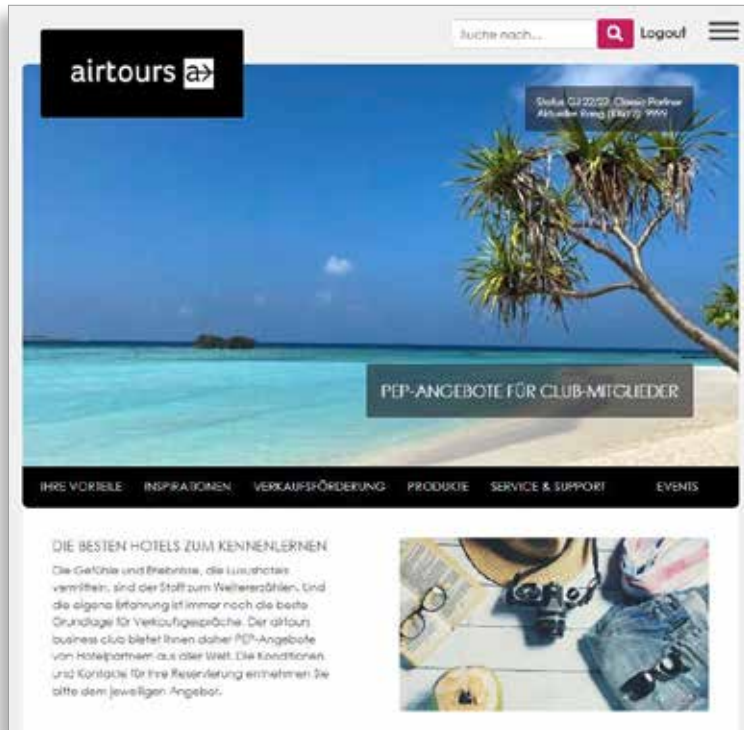 Suche nach...
Logout
airtours
Status GJ 22/23: Classic Partner
Aktueller Rang
PEP-ANGEBOTE FÜR CLUB-MITGLIEDER
IHRE VORTEILE INSPIRATIONEN VERKAUFSFÖRDERUNG PRODUKTE SERVICE & SUPPORT EVENTS
DIE BESTEN HOTELS ZUM KENNENLERNEN
Die Gefühle und Erlebnisse, die Luxushotels
vermitteln, sind der Stoff zum Weitererzählen. Und
die eigene Erfahrung ist immer noch die beste
Grundlage für Verkaufsgespräche. Der airtours
business club bietet Ihnen daher PEP-Angebote
von Hotelpartnern aus aller Welt. Die Konditionen
und Kontakte für Ihre Reservierung entnehmen Sie
bitte dem jeweiligen Angebot.